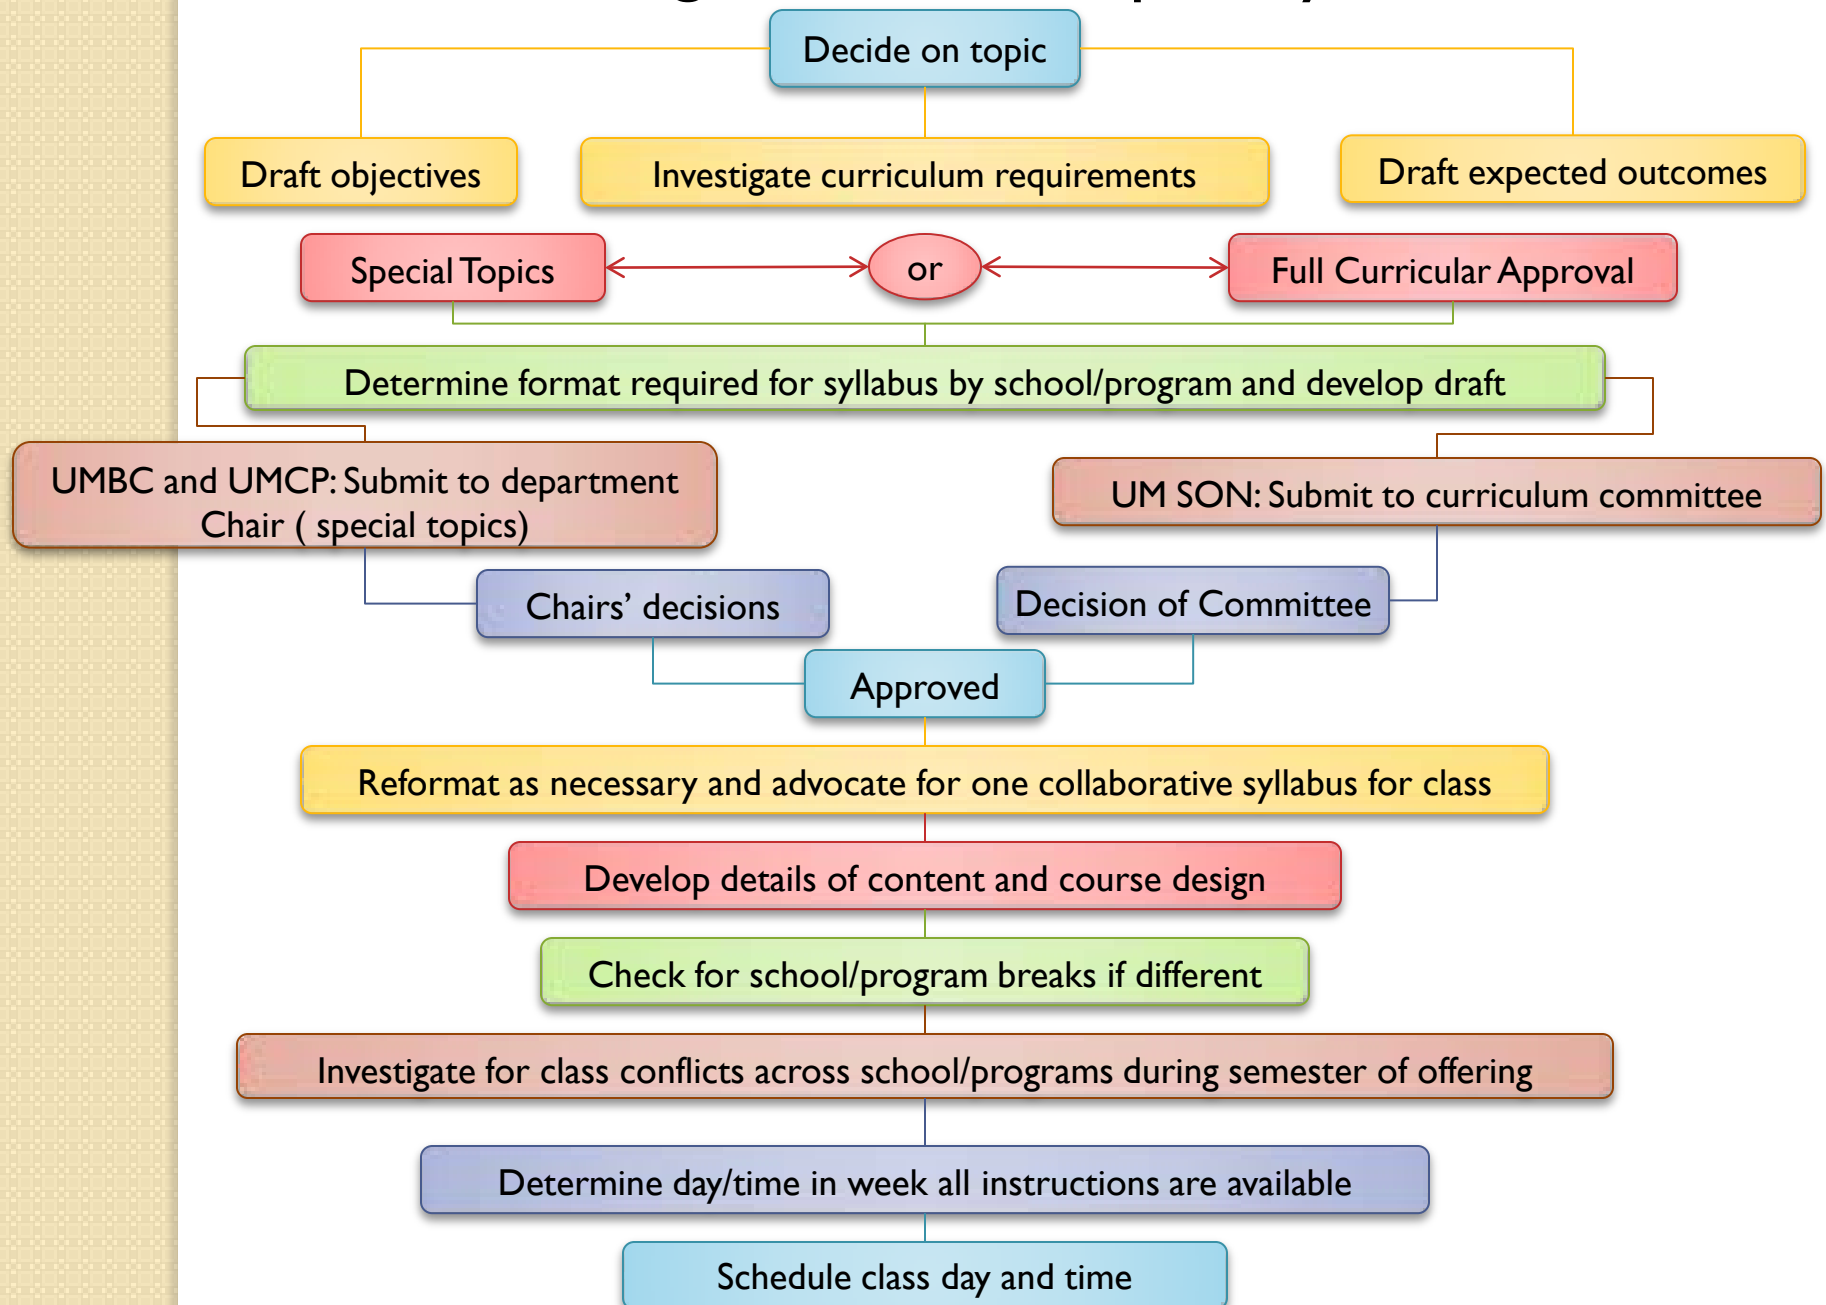 Decide on topic
Draft objectives
Investigate curriculum requirements
Draft expected outcomes
Special Topics
or
Full Curricular Approval
Determine format required for syllabus by school/program and develop draft
UMBC and UMCP: Submit to department
Chair ( special topics)
UM SON: Submit to curriculum committee
Chairs’ decisions
Decision of Committee
Approved
Reformat as necessary and advocate for one collaborative syllabus for class
Develop details of content and course design
Check for school/program breaks if different
Investigate for class conflicts across school/programs during semester of offering
Determine day/time in week all instructions are available
Schedule class day and time